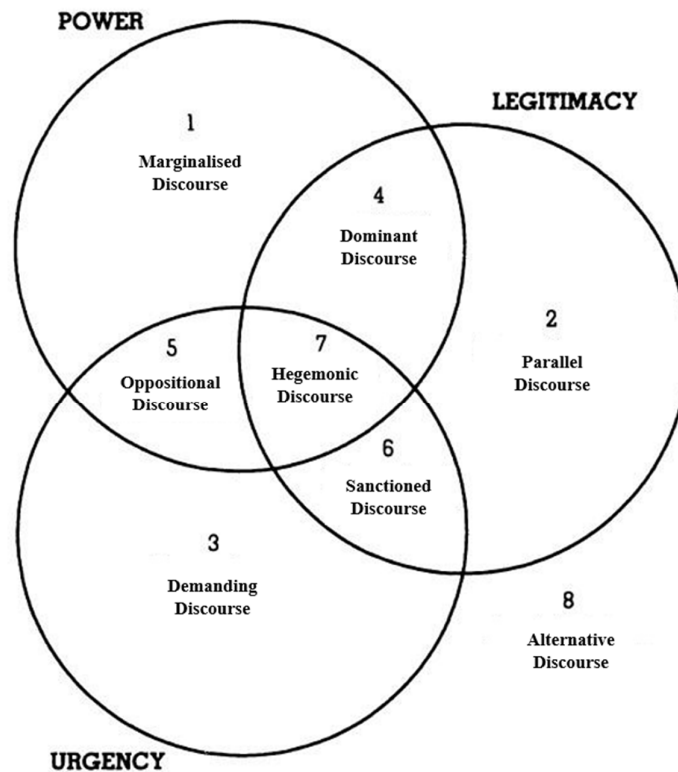 POWER
LEGITIMACY
1
Marginalised
Discourse
4
Dominant
Discourse
2
Parallel
Discourse
5
Oppositional
Discourse
7
Hegemonic
Discourse
6
Sanctioned
Discourse
3
Demanding
Discourse
8
Alternative
Discourse
URGENCY